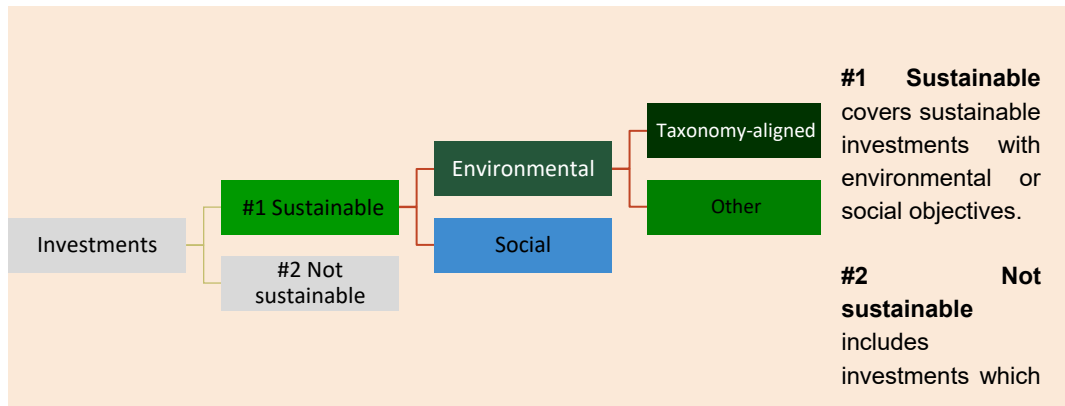 Investments
#1 Sustainable
#2 Not
sustainable
Environmental
Social
Taxonomy-aligned
Other
#1 Sustainable
covers sustainable
investments with
environmental or
social objectives.
#2 Not
sustainable
includes
investments which